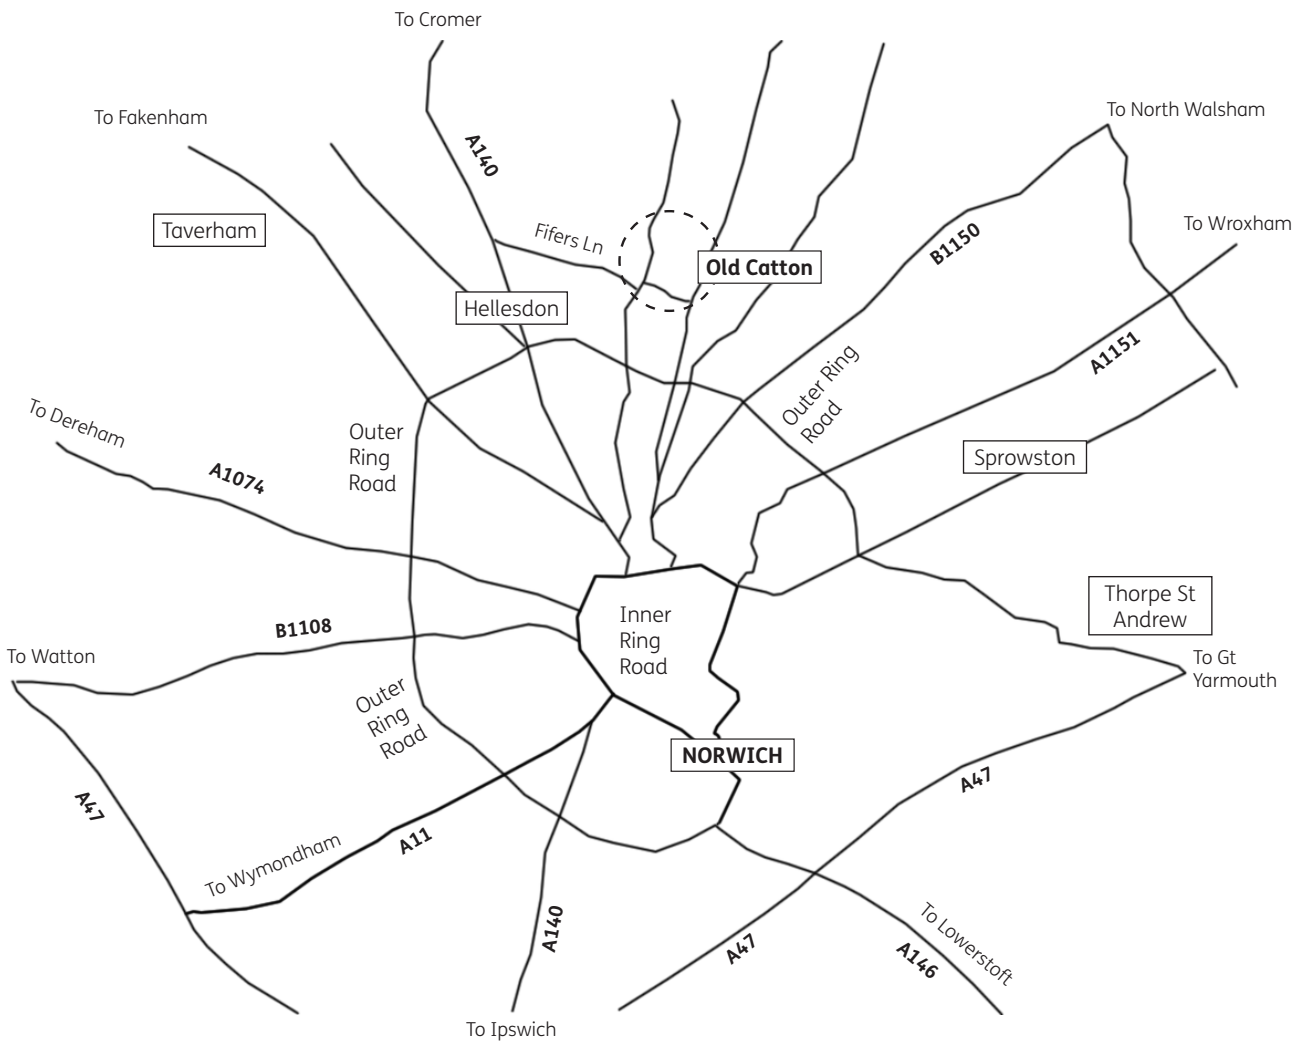 To Cromer
To Fakenham
A140
To North Walsham
Taverham
Fifers Ln
B1150
To Wroxham
Old Catton
Hellesdon
A1151
Outer Ring
Road
To Dereham
Outer
Ring
Road
Sprowston
A1074
Thorpe St
Andrew
Inner
Ring
Road
B1108
To Watton
To Gt
Yarmouth
Outer
Ring
Road
NORWICH
A47
A47
To Wymondham
A11
A140
A47
To Lowerstoft
A146
To Ipswich